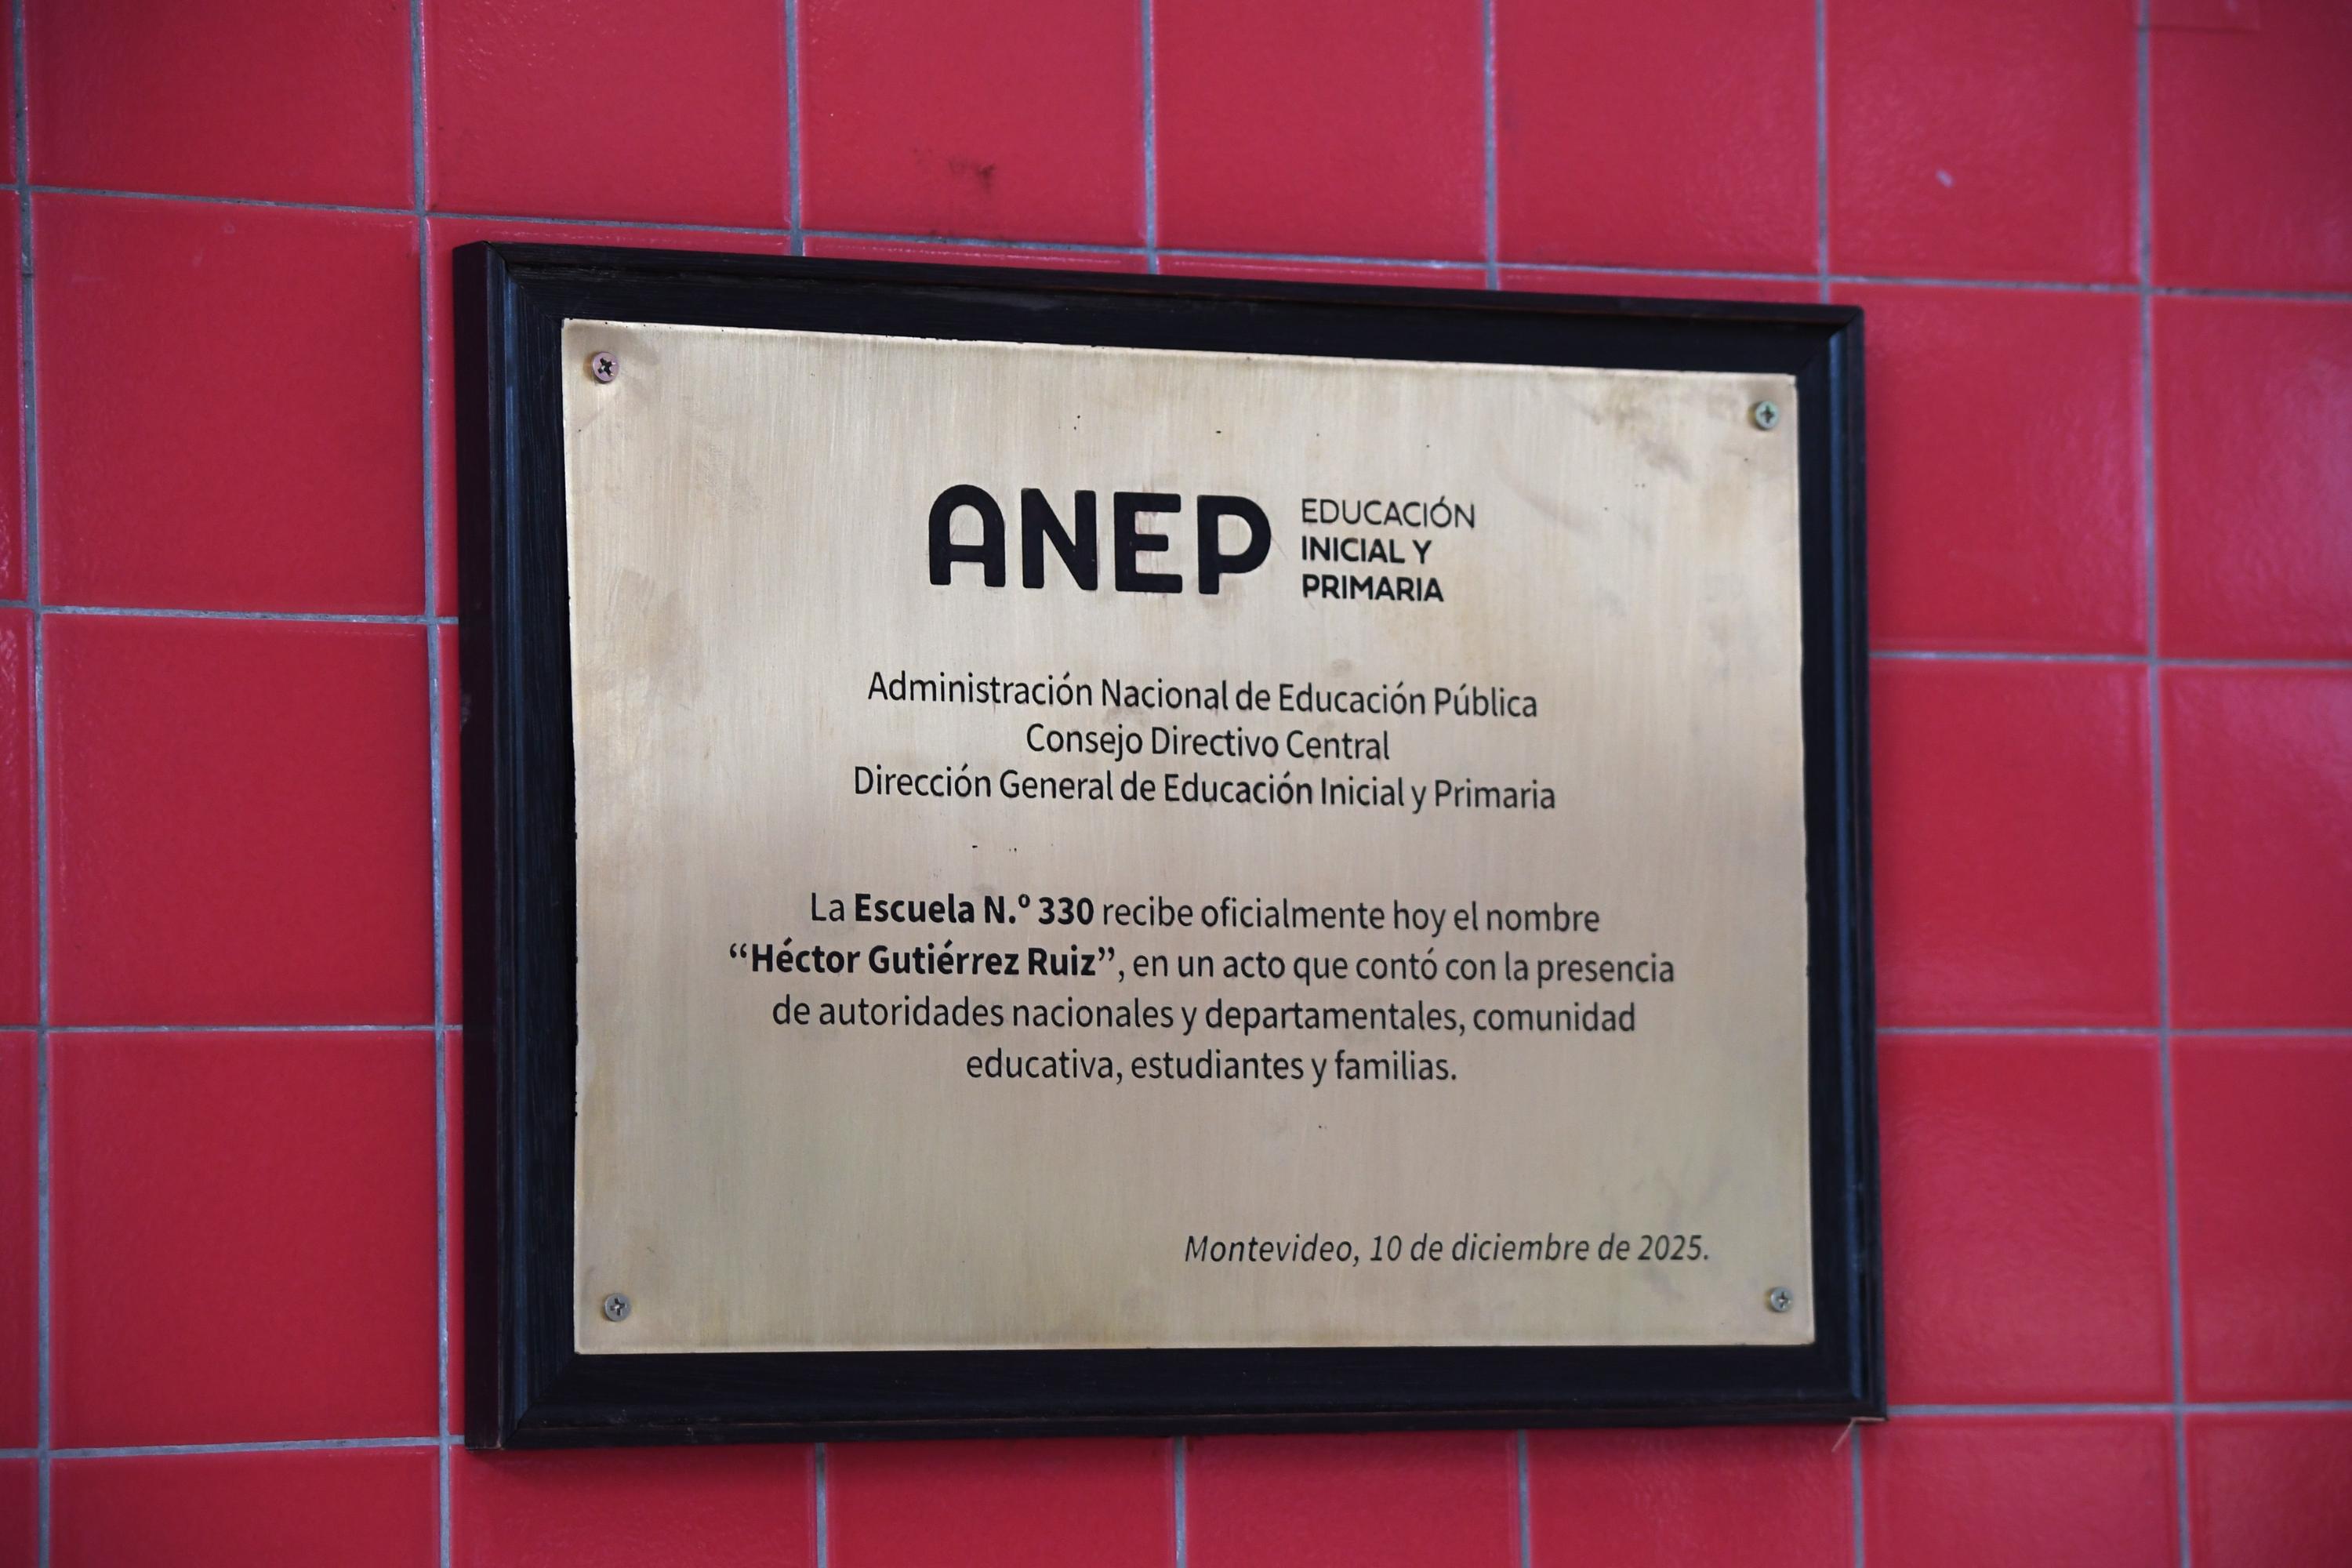 ANEP
EDUCACIÓN
INICIAL Y
PRIMARIA
Administración Nacional de Educación Pública
Consejo Directivo Central
Dirección General de Educación Inicial y Primaria
La Escuela N.º 330 recibe oficialmente hoy el nombre
“Héctor Gutiérrez Ruiz”, en un acto que contó con la presencia
de autoridades nacionales y departamentales, comunidad
educativa, estudiantes y familias.
Montevideo, 10 de diciembre de 2025.